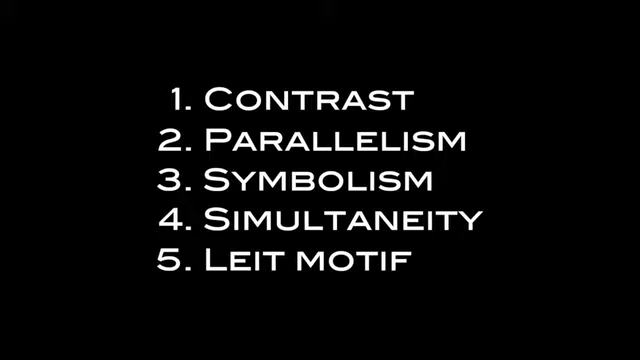 1. Contrast
2. Parallelism
3. Symbolism
4. Simultaneity
5. Leit motif